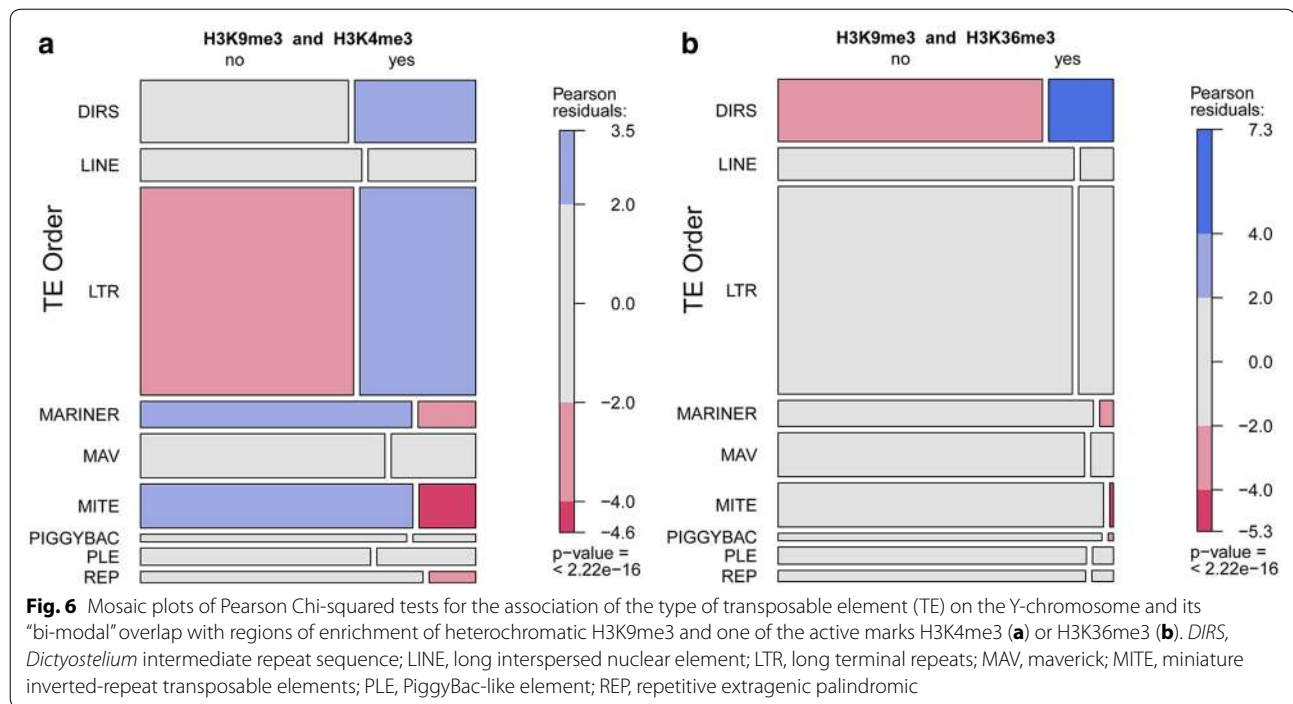 a
H3K9me3 and H3K4me3
no yes
TE Order
DIRS
LINE
LTR
MARINER
MAV
MITE
PIGGYBAC
PLE
REP
Pearson
residuals:
3.5
2.0
0.0
−2.0
−4.0
−4.6
p-value =
< 2.22e−16
b
H3K9me3 and H3K36me3
no yes
TE Order
DIRS
LINE
LTR
MARINER
MAV
MITE
PIGGYBAC
PLE
REP
Pearson
residuals:
7.3
4.0
2.0
0.0
−2.0
−4.0
−5.3
p-value =
< 2.22e−16
Fig. 6 Mosaic plots of Pearson Chi-squared tests for the association of the type of transposable element (TE) on the Y-chromosome and its
"bi-modal" overlap with regions of enrichment of heterochromatic H3K9me3 and one of the active marks H3K4me3 (a) or H3K36me3 (b). DIRS,
Dictyostelium intermediate repeat sequence; LINE, long interspersed nuclear element; LTR, long terminal repeats; MAV, maverick; MITE, miniature
inverted-repeat transposable elements; PLE, PiggyBac-like element; REP, repetitive extragenic palindromic